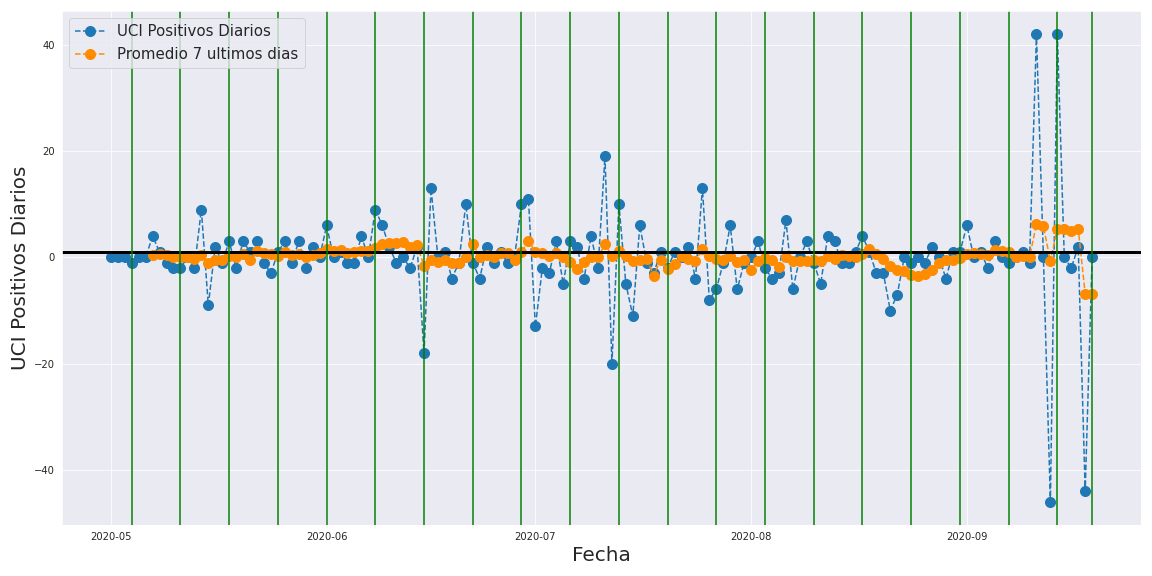 UCI Positivos Diarios
Promedio 7 ultimos dias
UCI Positivos Diarios
40
20
0
−20
−40
2020-05
2020-06
2020-07
2020-08
2020-09
Fecha